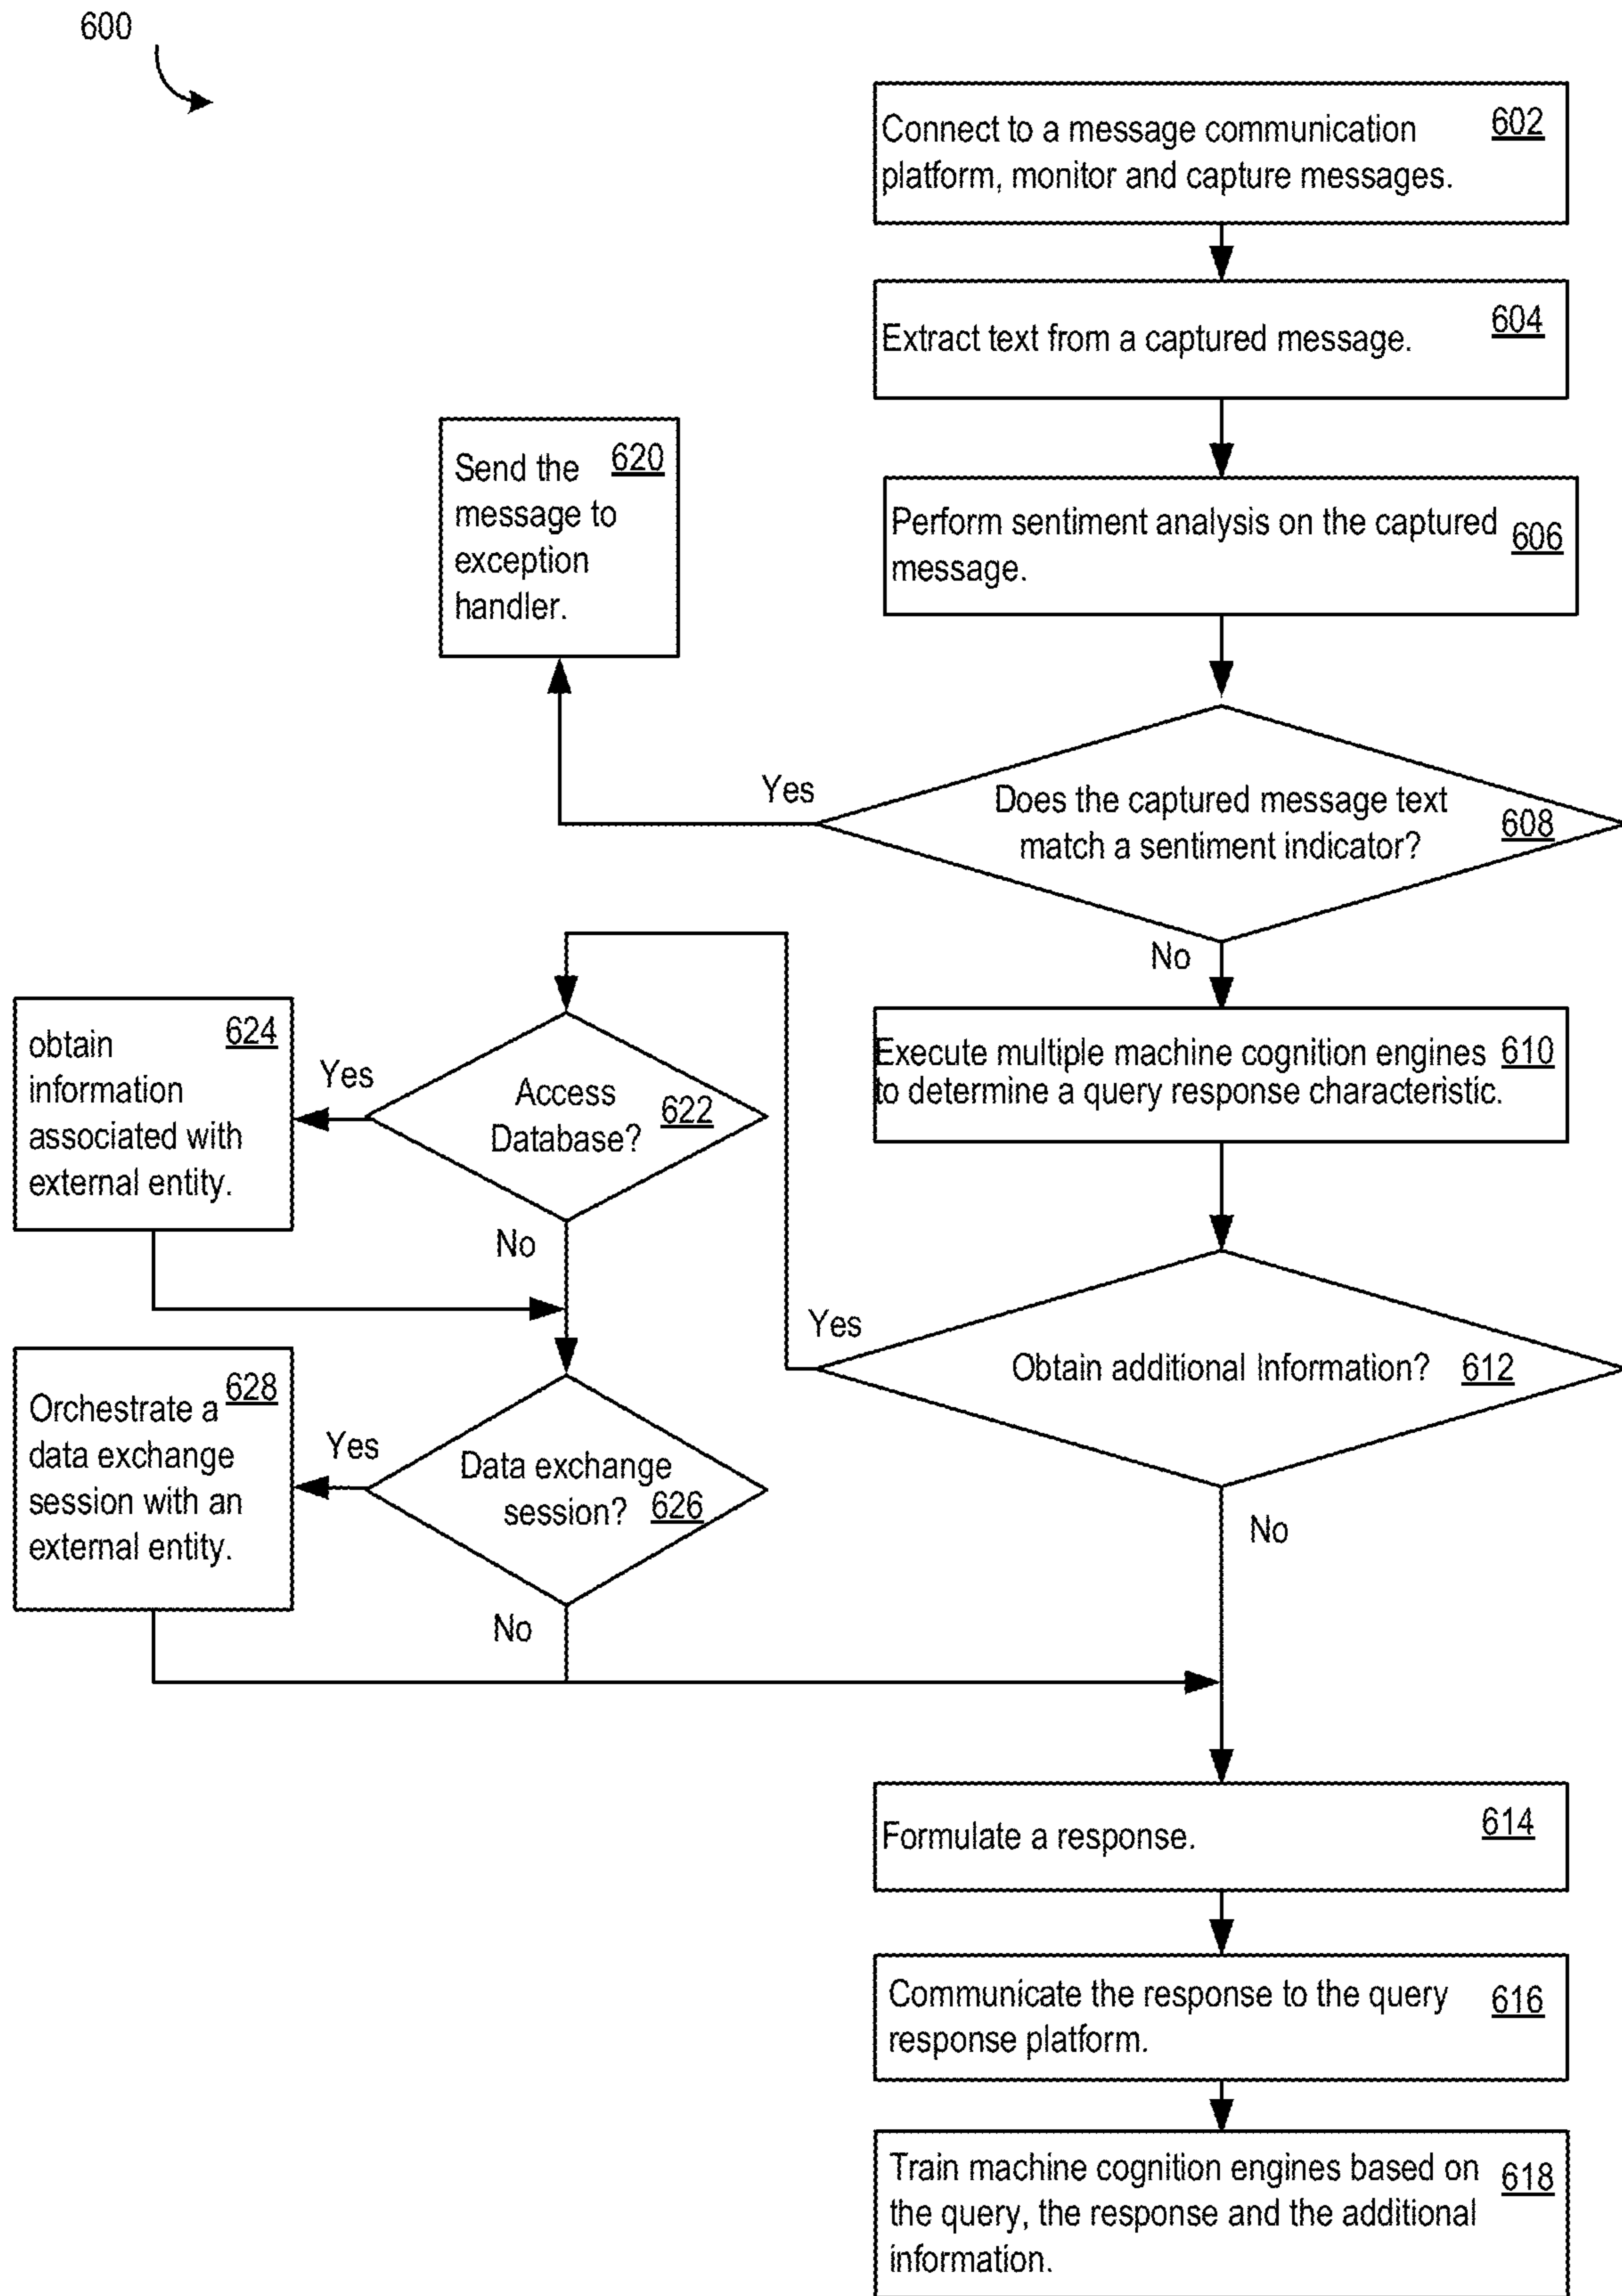 600
Connect to a message communication 602
platform, monitor and capture messages.
Extract text from a captured message. 604
Send the 620
message to
exception
handler.
Perform sentiment analysis on the captured 606
message.
Yes
Does the captured message text
match a sentiment indicator? 608
No
Execute multiple machine cognition engines 610
to determine a query response characteristic.
obtain 624
information
associated with
external entity.
Yes
Access
Database? 622
No
Yes
Obtain additional Information? 612
No
Orchestrate a 628
data exchange
session with an
external entity.
Yes
Data exchange
session? 626
No
Formulate a response. 614
Communicate the response to the query 616
response platform.
Train machine cognition engines based on 618
the query, the response and the additional
information.